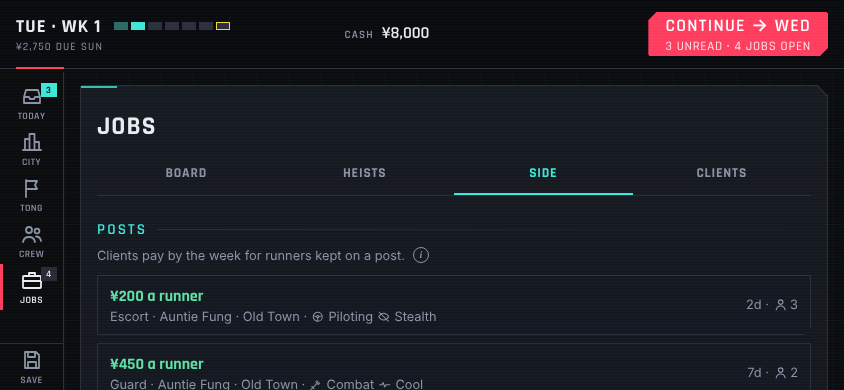 TUE · WK 1
¥2,750 DUE SUN
CASH ¥8,000
CONTINUE → WED
3 UNREAD · 4 JOBS OPEN
3
TODAY
CITY
TONG
CREW
4
JOBS
SAVE
JOBS
BOARD HEISTS SIDE CLIENTS
POSTS
Clients pay by the week for runners kept on a post. i
¥200 a runner
Escort · Auntie Fung · Old Town · Piloting Stealth
2d · 3
¥450 a runner
Guard · Auntie Fung · Old Town · Combat Cool
7d · 2